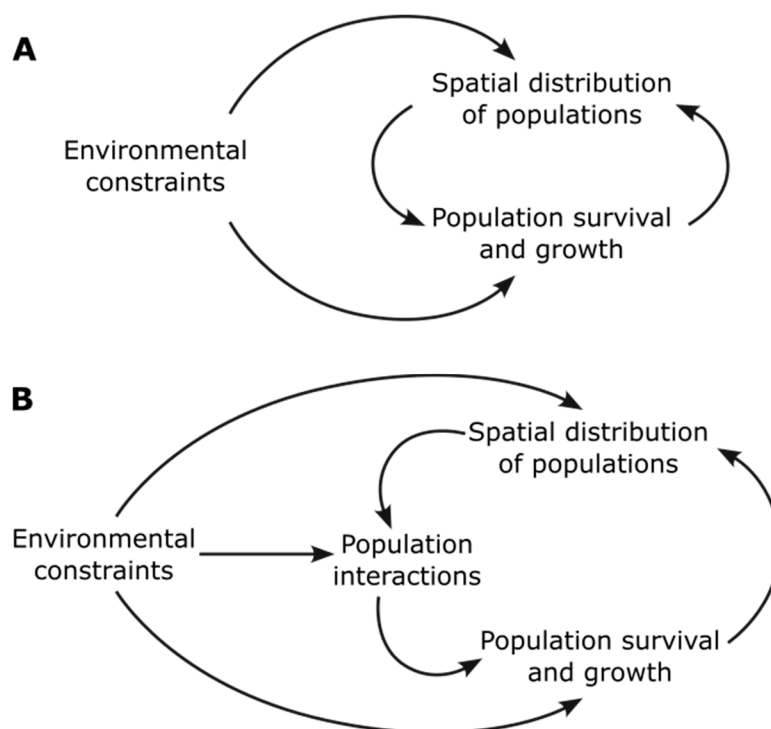 A
Spatial distribution
of populations
Environmental
constraints
Population survival
and growth
B
Spatial distribution
of populations
Environmental
constraints
Population
interactions
Population survival
and growth